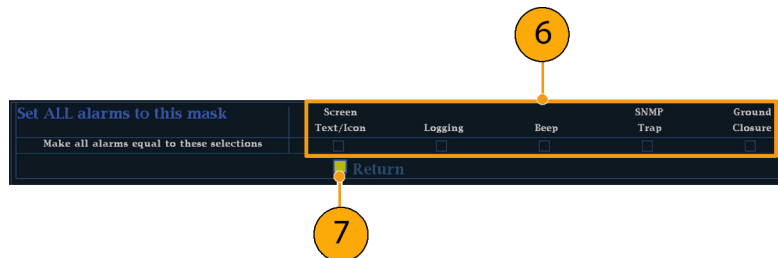 6
Set ALL alarms to this mask
Screen Text/Icon
Logging
Beep
SNMP Trap
Ground Closure
Make all alarms equal to these selections
Return
7